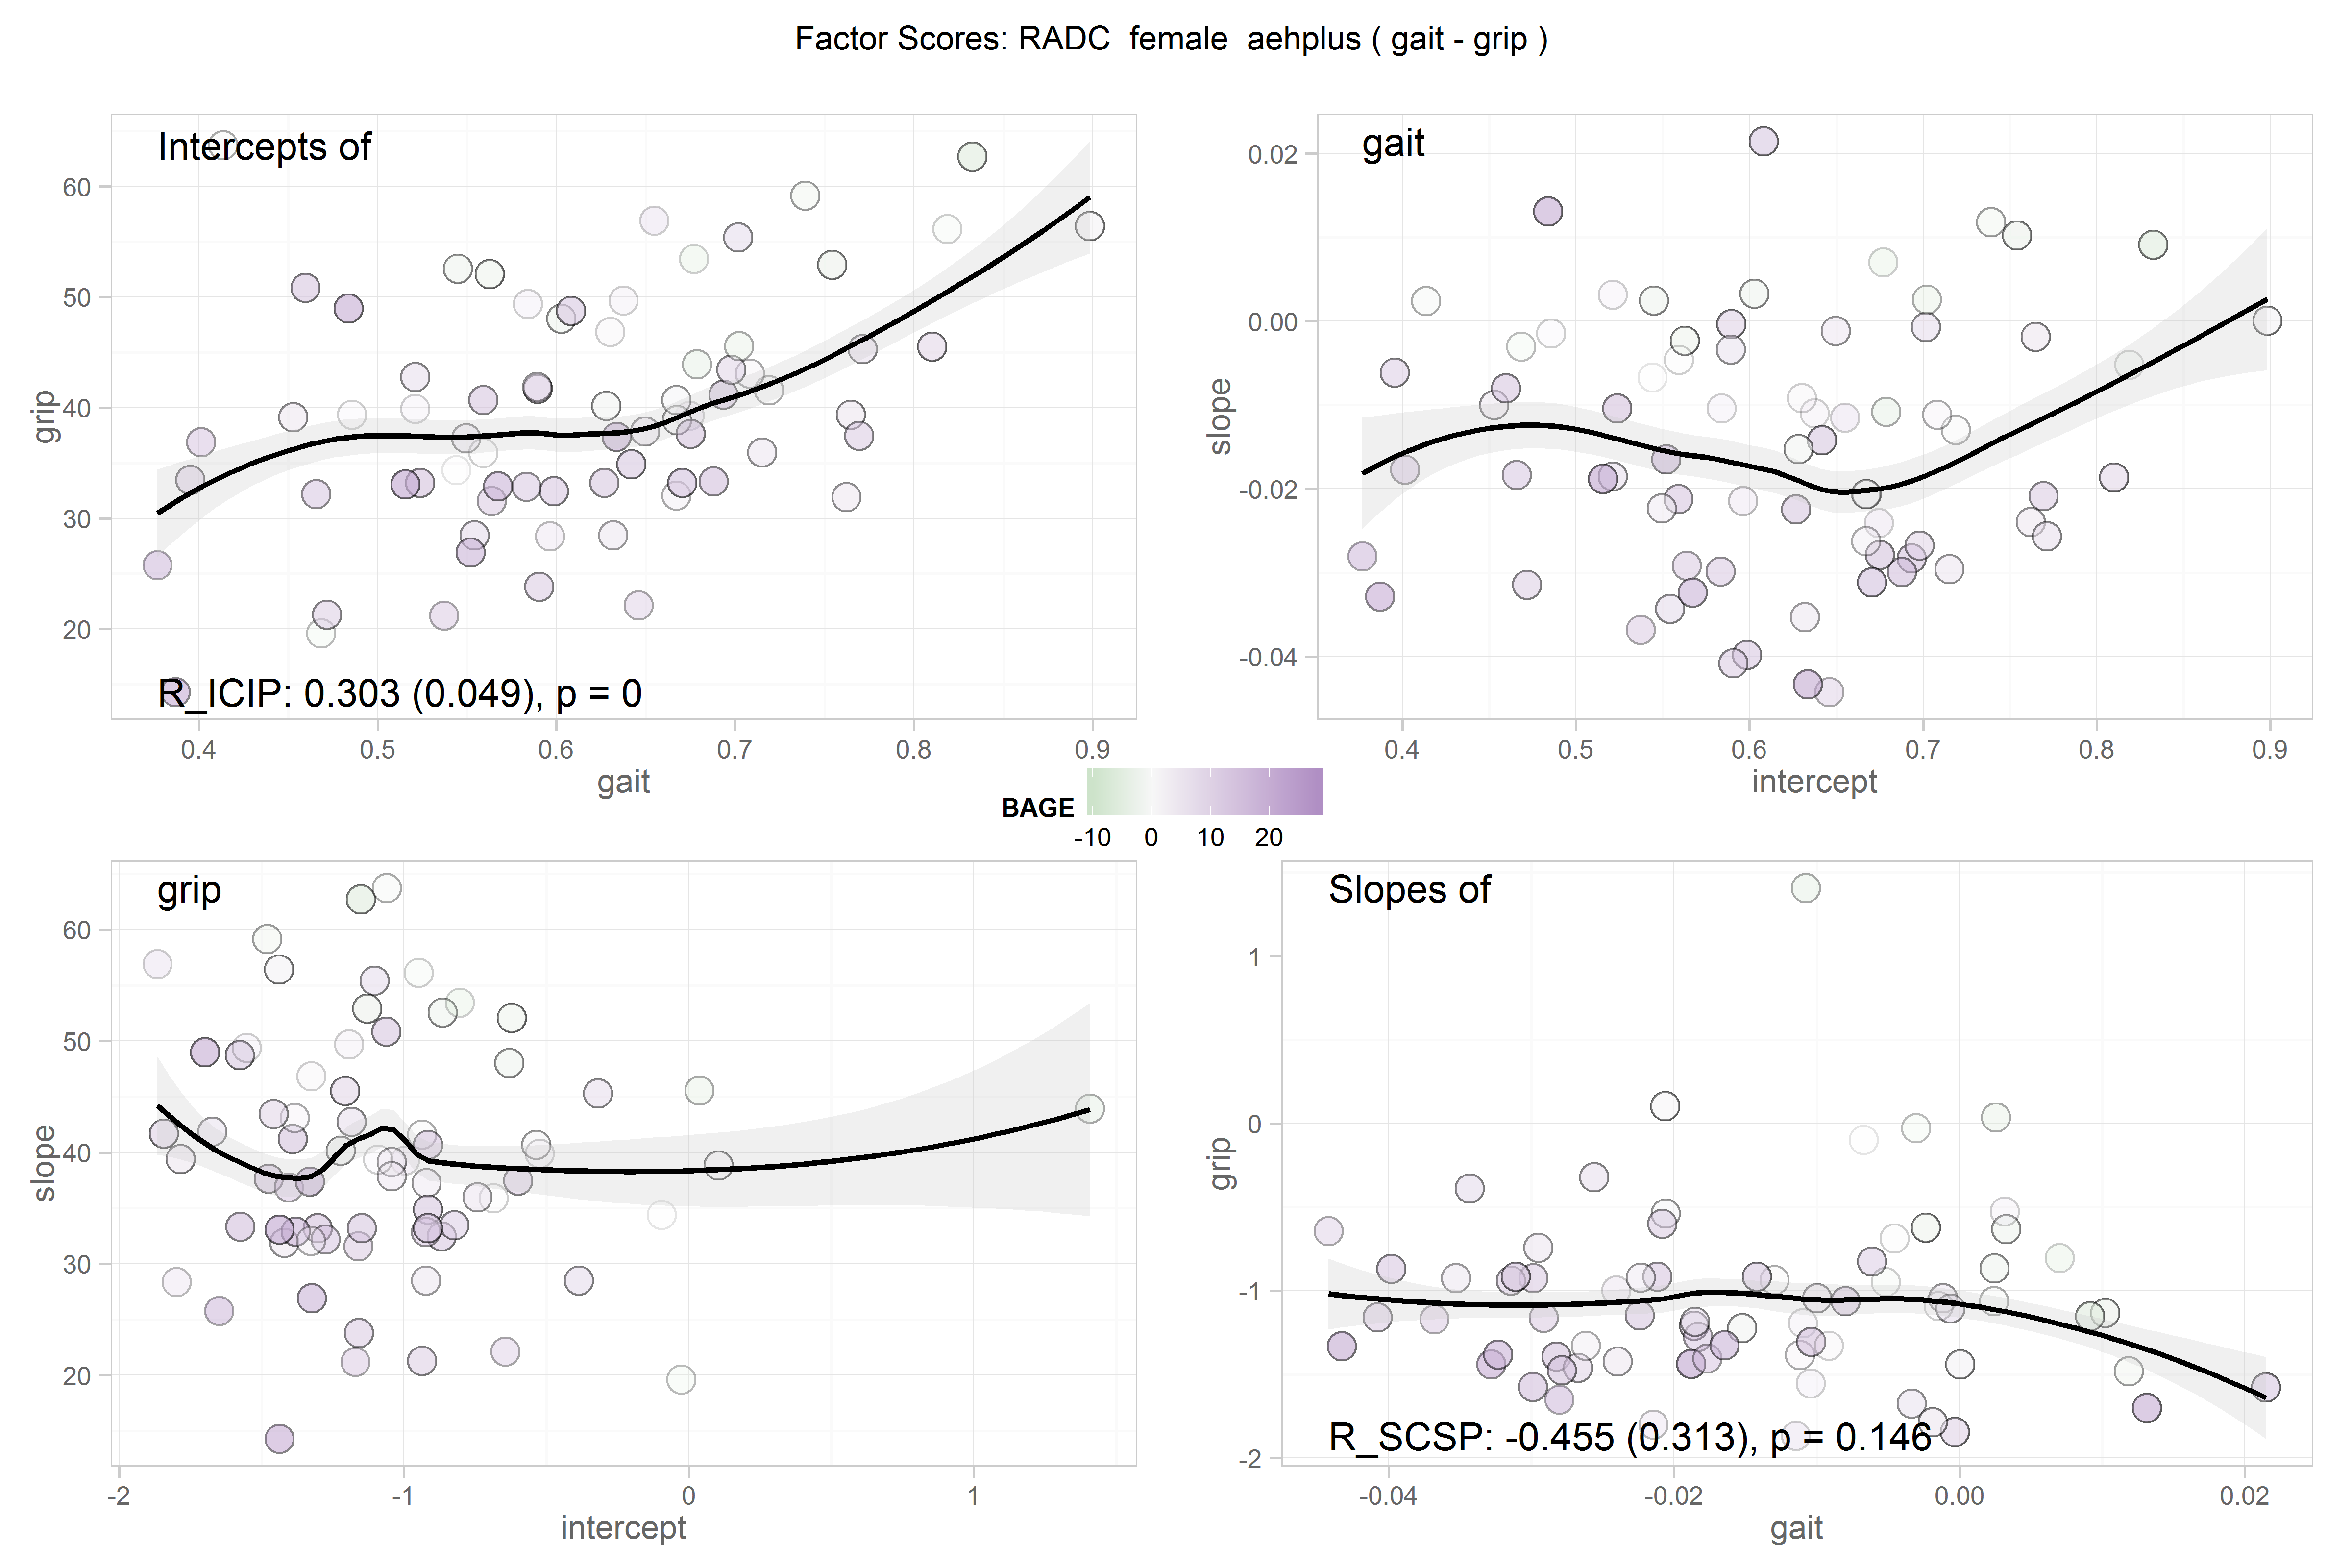 Factor Scores: RADC  female  aehplus ( gait - grip )
Intercepts of
60
50
40
30
20
grip
R_ICIP: 0.303 (0.049), p = 0
0.4 0.5 0.6 0.7 0.8 0.9
gait
gait
0.02
0.00
-0.02
-0.04
slope
0.4 0.5 0.6 0.7 0.8 0.9
intercept
BAGE
-10 0 10 20
grip
60
50
40
30
20
slope
-2 -1 0 1
intercept
Slopes of
1
0
-1
-2
grip
R_SCSP: -0.455 (0.313), p = 0.146
-0.04 -0.02 0.00 0.02
gait